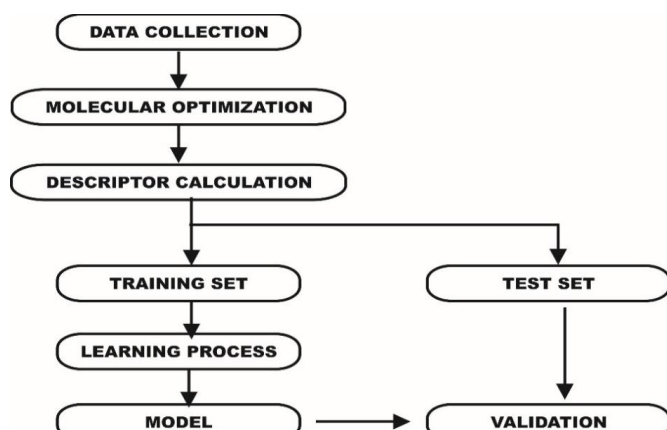 DATA COLLECTION
MOLECULAR OPTIMIZATION
DESCRIPTOR CALCULATION
TRAINING SET
TEST SET
LEARNING PROCESS
MODEL
VALIDATION